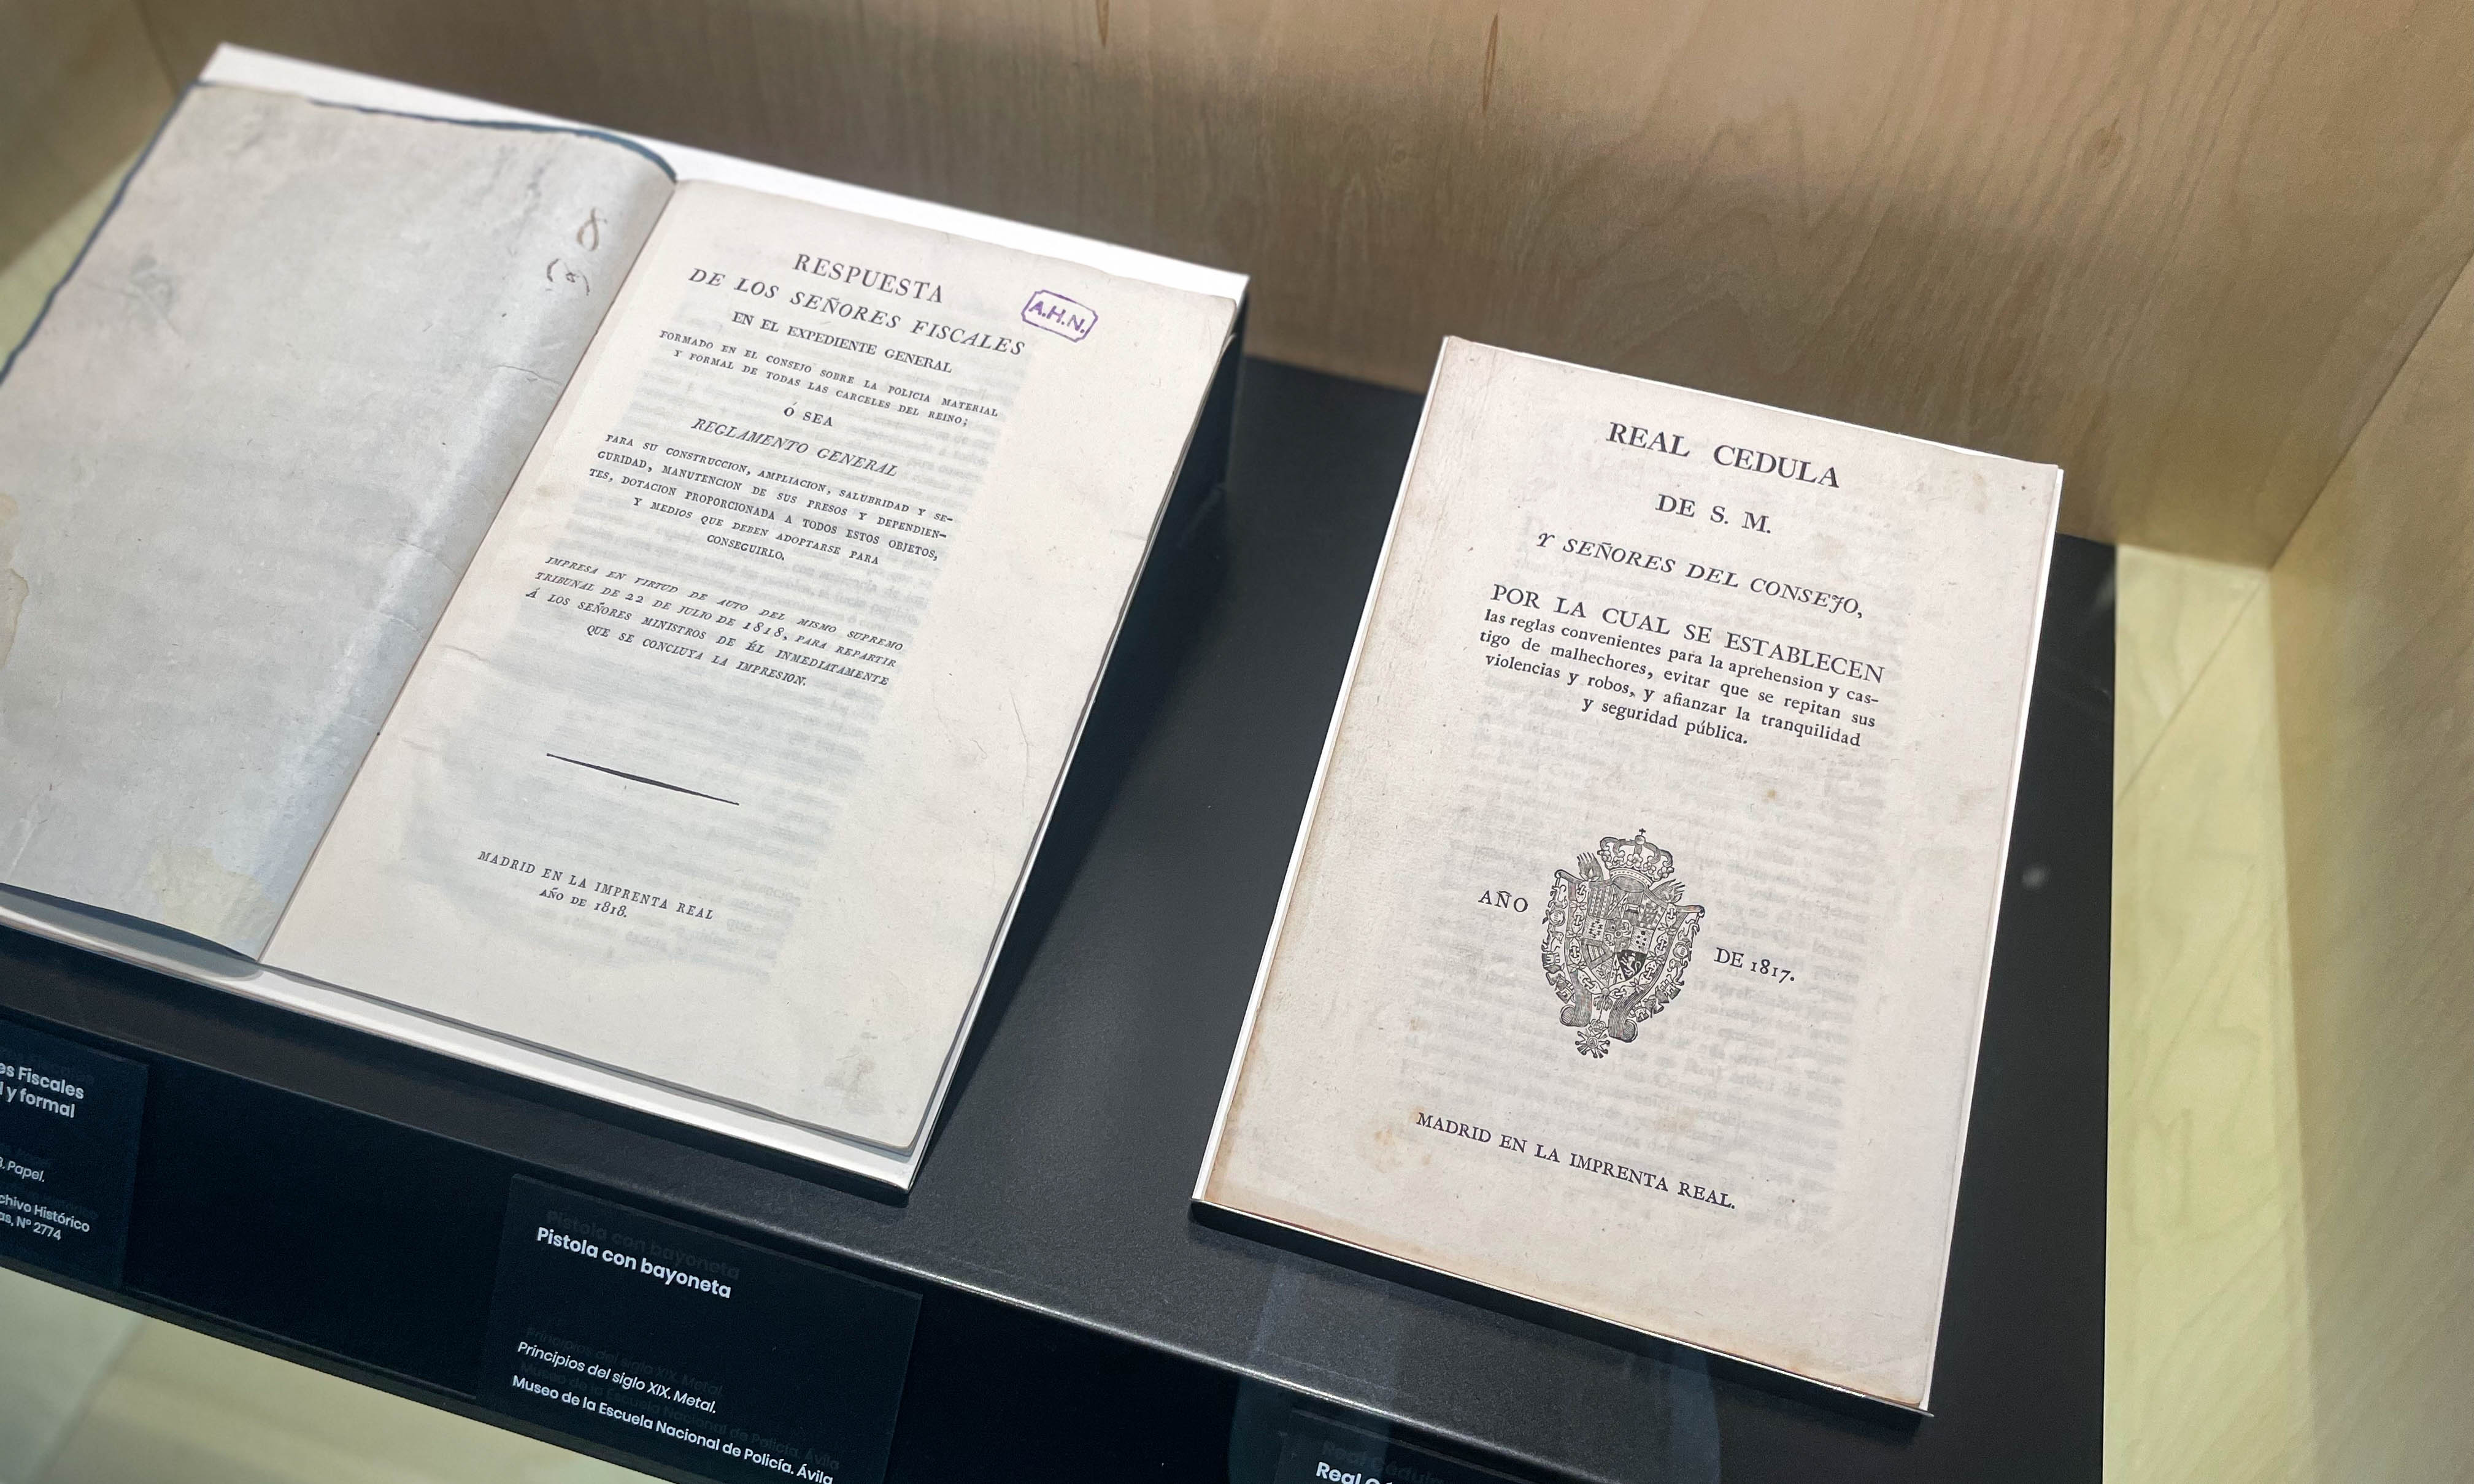 8
RESPUESTA
DE LOS SEÑORES FISCALES
A.H.N.
EN EL EXPEDIENTE GENERAL
FORMADO EN EL CONSEJO SOBRE LA POLICIA MATERIAL
Y FORMAL DE TODAS LAS CARCELES DEL REINO;
Ó SEA
REGLAMENTO GENERAL
PARA SU CONSTRUCCION, AMPLIACION, SALUBRIDAD Y SE-
GURIDAD, MANUTENCION DE SUS PRESOS Y DEPENDIEN-
TES, DOTACION PROPORCIONADA A TODOS ESTOS OBJETOS,
Y MEDIOS QUE DEBEN ADOPTARSE PARA
CONSEGUIRLO.
IMPRESA EN VIRTUD DE AUTO DEL MISMO SUPREMO
TRIBUNAL DE 22 DE JULIO DE 1818, PARA REPARTIR
Á LOS SEÑORES MINISTROS DE ÉL INMEDIATAMENTE
QUE SE CONCLUYA LA IMPRESION.
MADRID EN LA IMPRENTA REAL
AÑO DE 1818.
REAL CEDULA
DE S. M.
Y SEÑORES DEL CONSEJO,
POR LA CUAL SE ESTABLECEN
las reglas convenientes para la aprehension y cas-
tigo de malhechores, evitar que se repitan sus
violencias y robos, y afianzar la tranquilidad
y seguridad pública.
AÑO DE 1817.
MADRID EN LA IMPRENTA REAL.
es Fiscales
l y formal
. Papel.
chivo Histórico
as, Nº 2774
Pistola con bayoneta
Principios del siglo XIX. Metal.
Museo de la Escuela Nacional de Policía. Ávila
Real